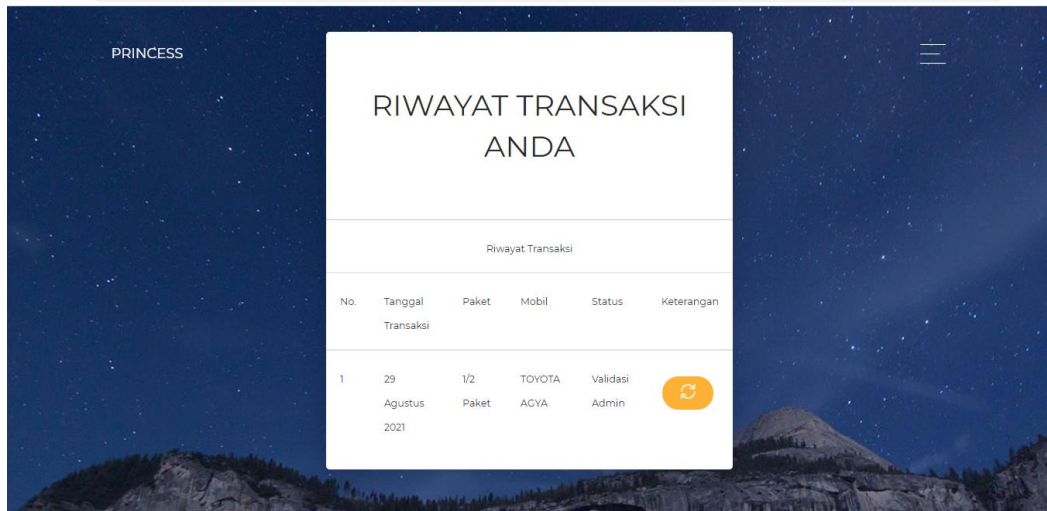 PRINCESS
RIWAYAT TRANSAKSI
ANDA
Riwayat Transaksi
No. Tanggal Transaksi Paket Mobil Status Keterangan
1 29 Agustus 2021 1/2 Paket TOYOTA AGYA Validasi Admin